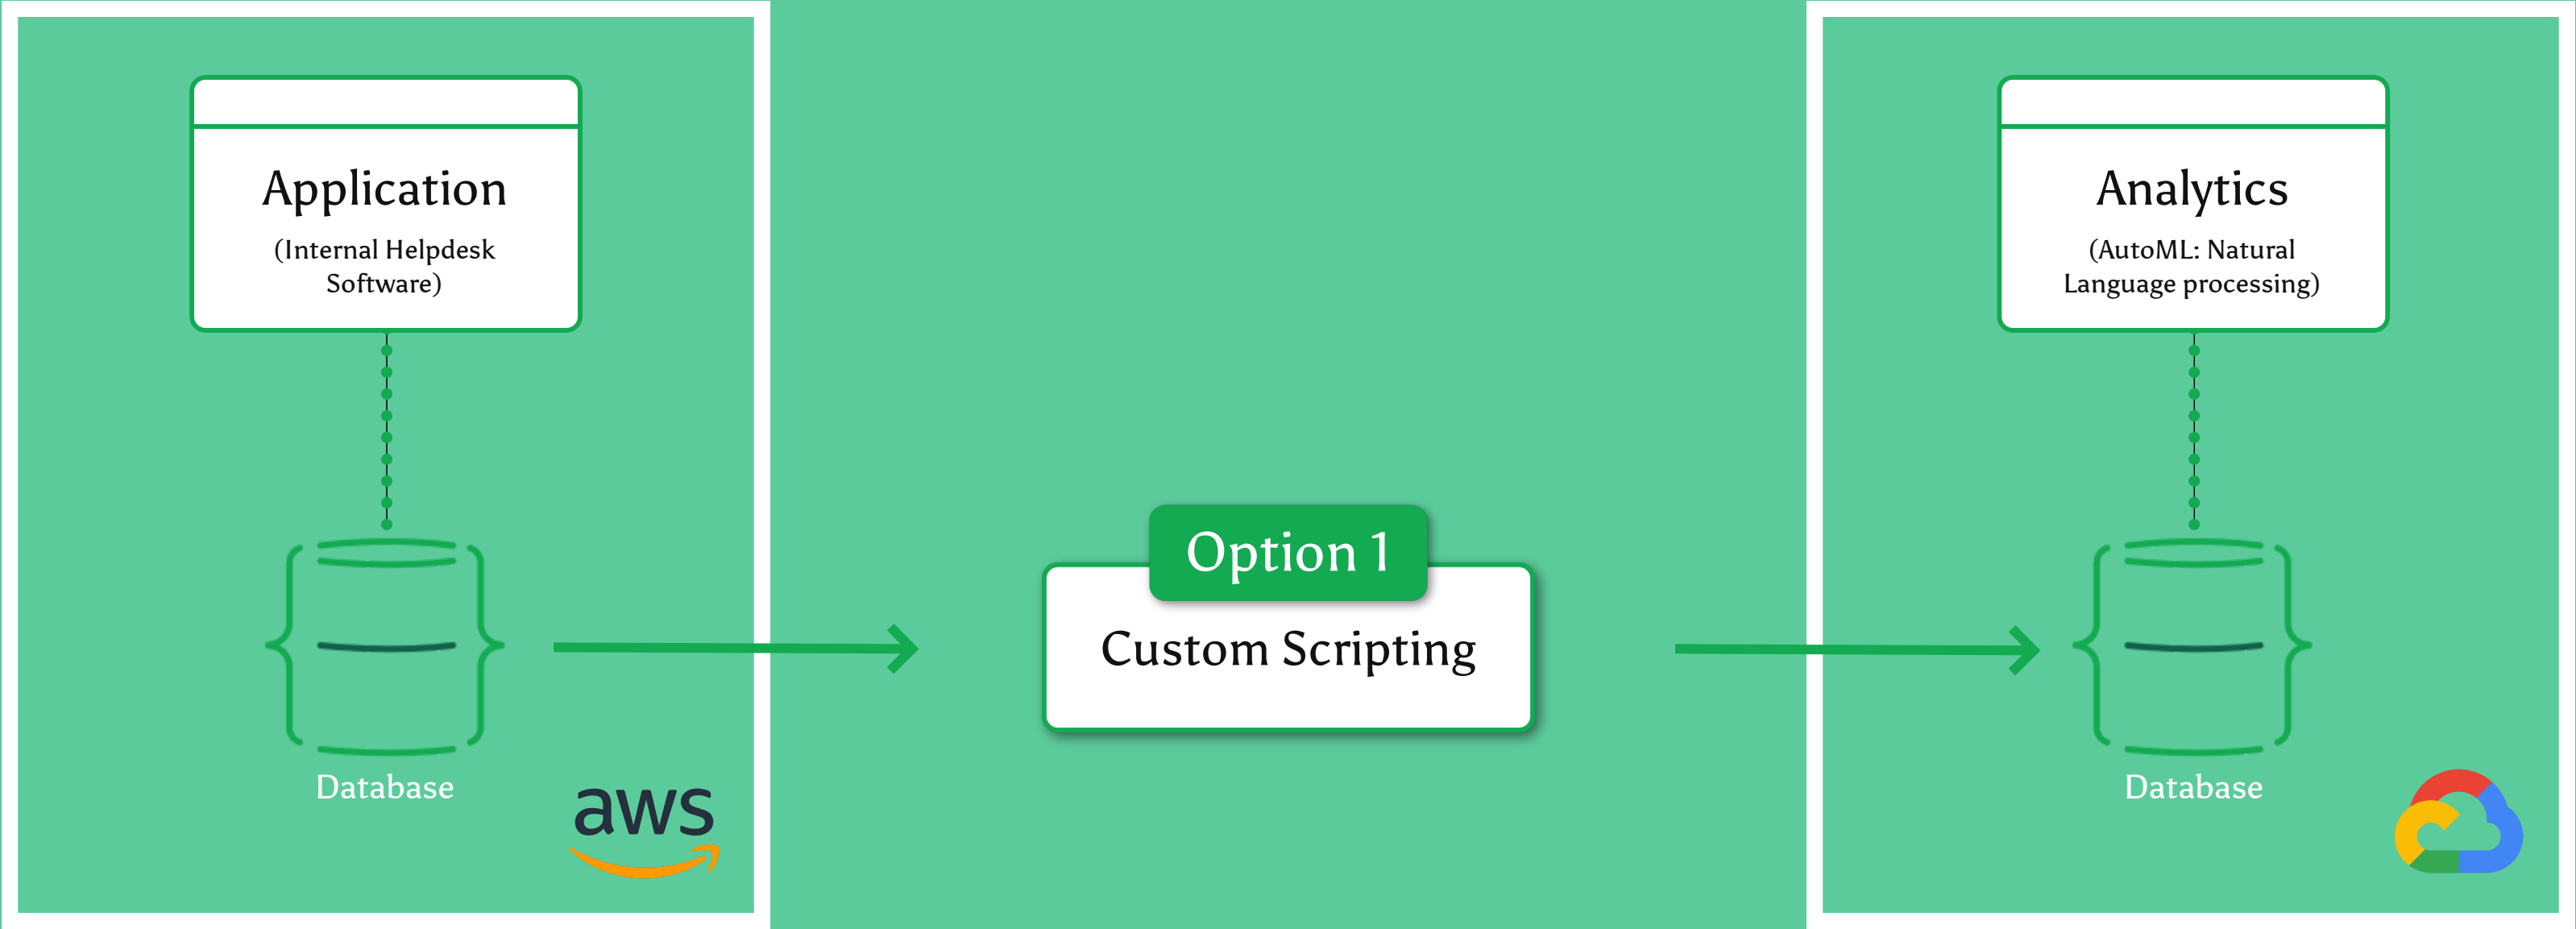 Application
(Internal Helpdesk
Software)
Database
aws
Option 1
Custom Scripting
Analytics
(AutoML: Natural
Language processing)
Database